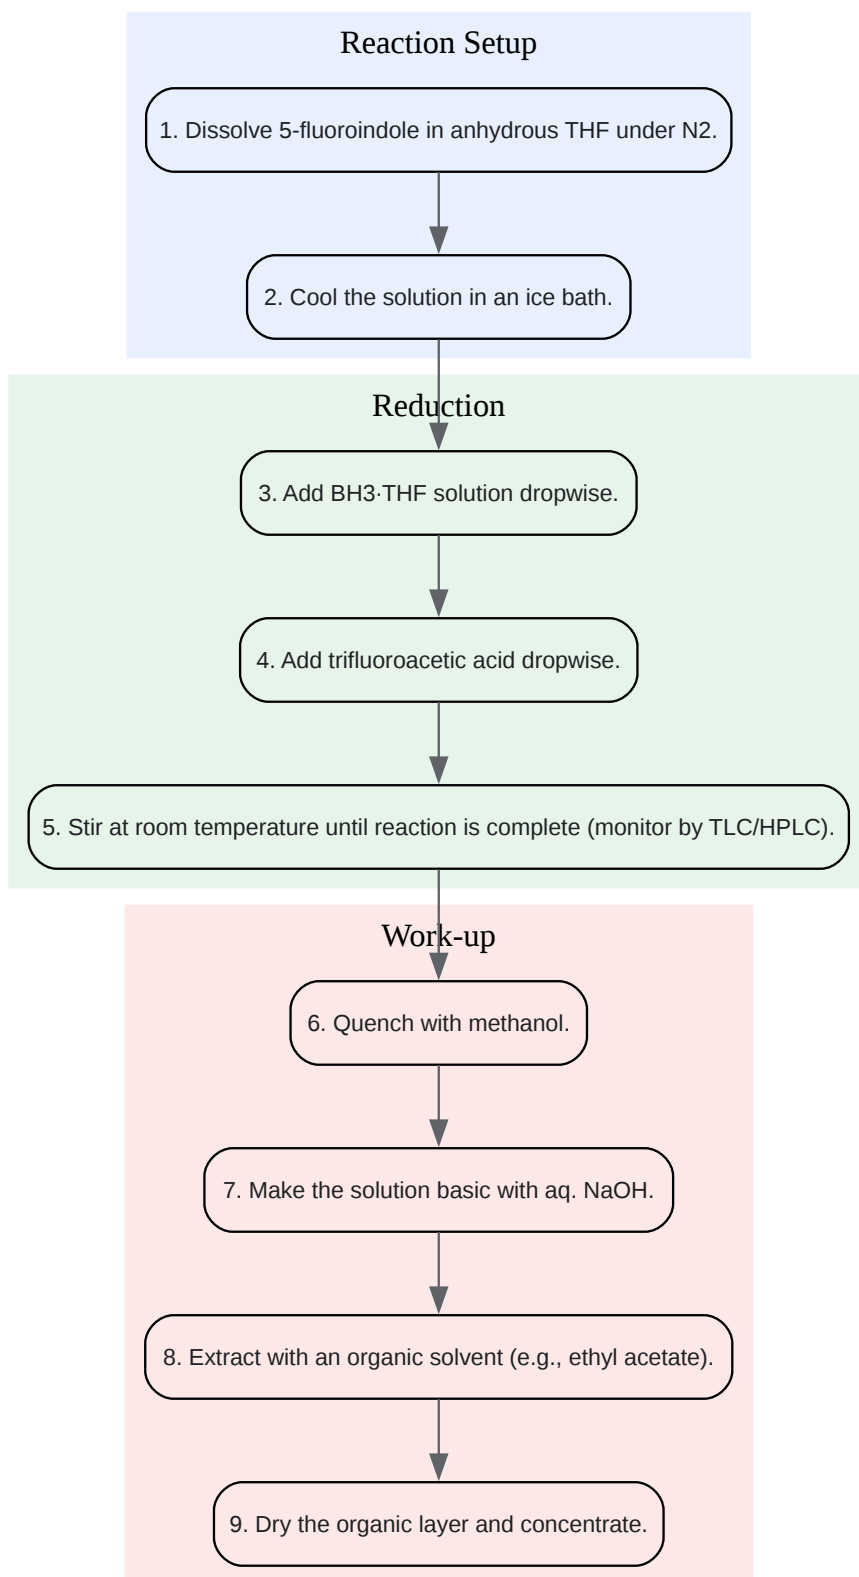 Reaction Setup
1. Dissolve 5-fluoroindole in anhydrous THF under N2.
2. Cool the solution in an ice bath.
Reduction
3. Add BH3·THF solution dropwise.
4. Add trifluoroacetic acid dropwise.
5. Stir at room temperature until reaction is complete (monitor by TLC/HPLC).
Work-up
6. Quench with methanol.
7. Make the solution basic with aq. NaOH.
8. Extract with an organic solvent (e.g., ethyl acetate).
9. Dry the organic layer and concentrate.